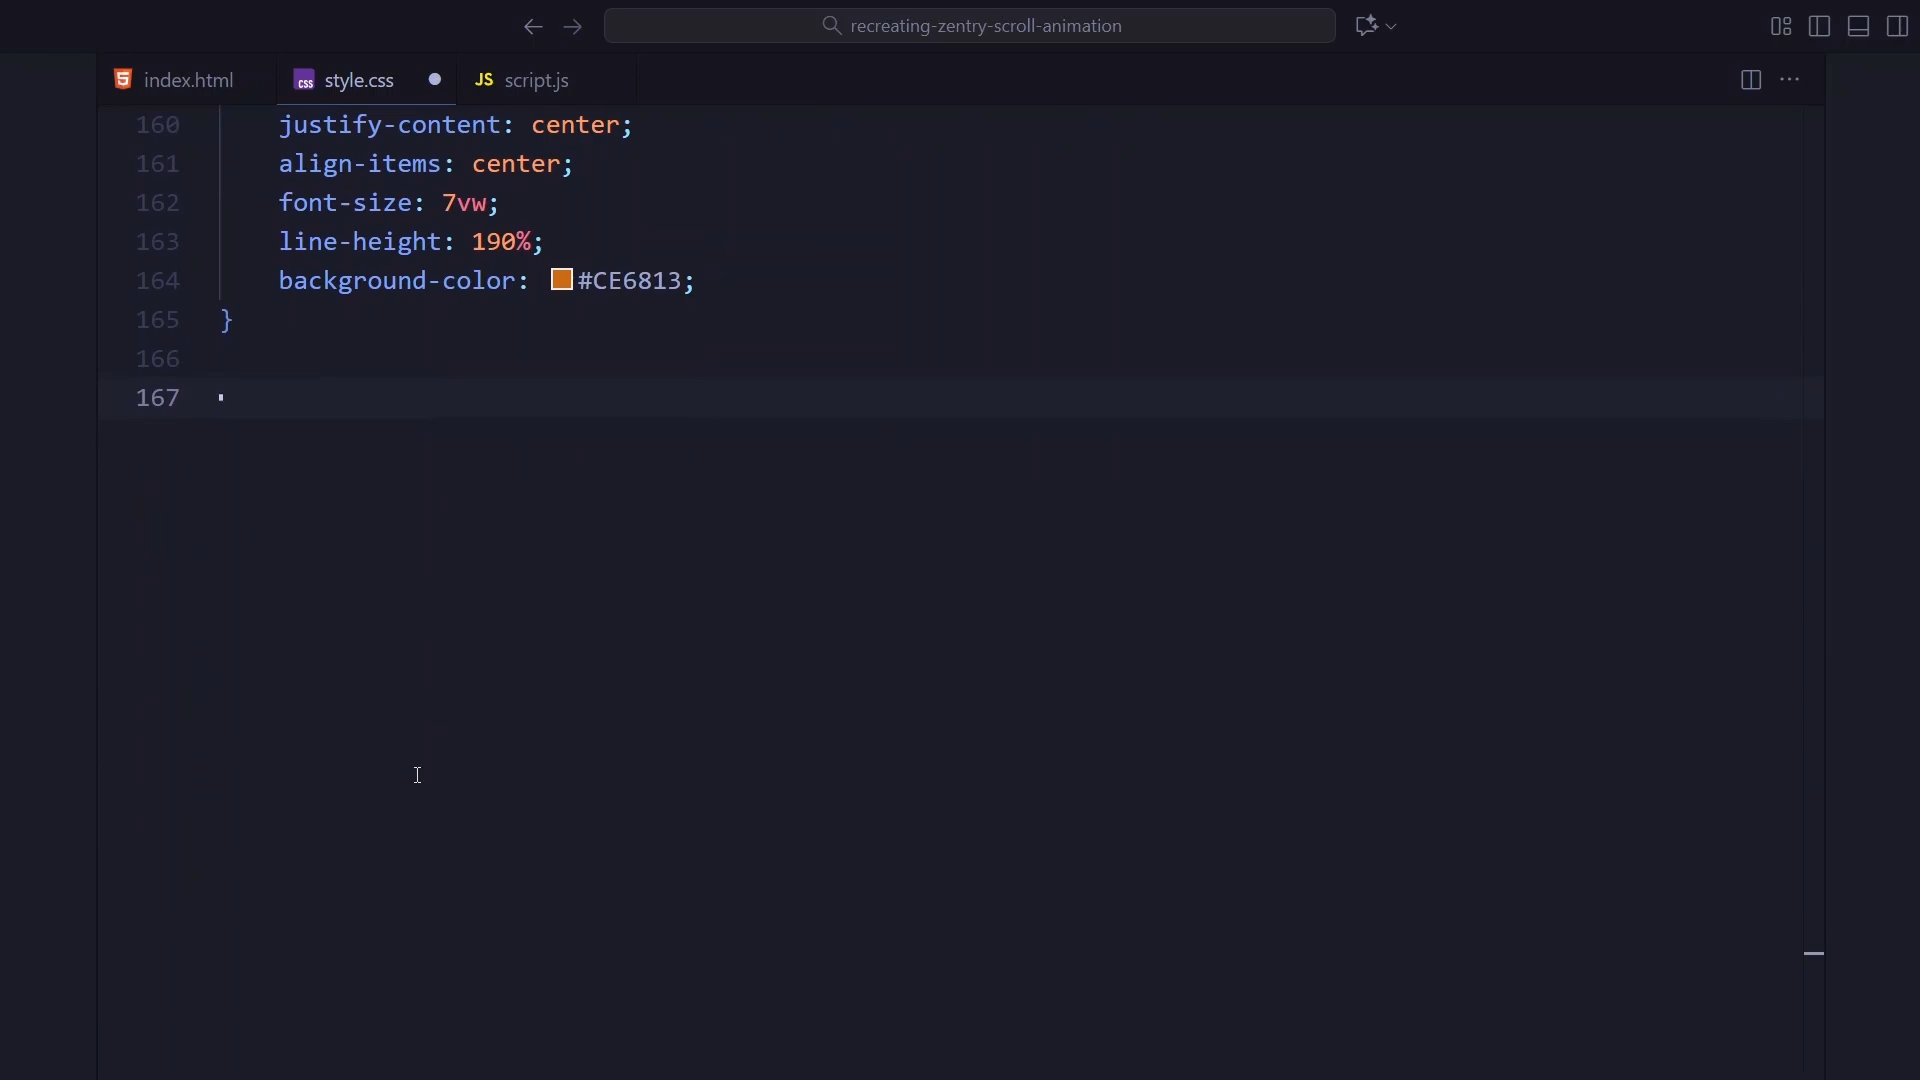 recreating-zentry-scroll-animation
index.html
css style.css
JS script.js
160 justify-content: center;
161 align-items: center;
162 font-size: 7vw;
163 line-height: 190%;
164 background-color: #CE6813;
165 }
166
167